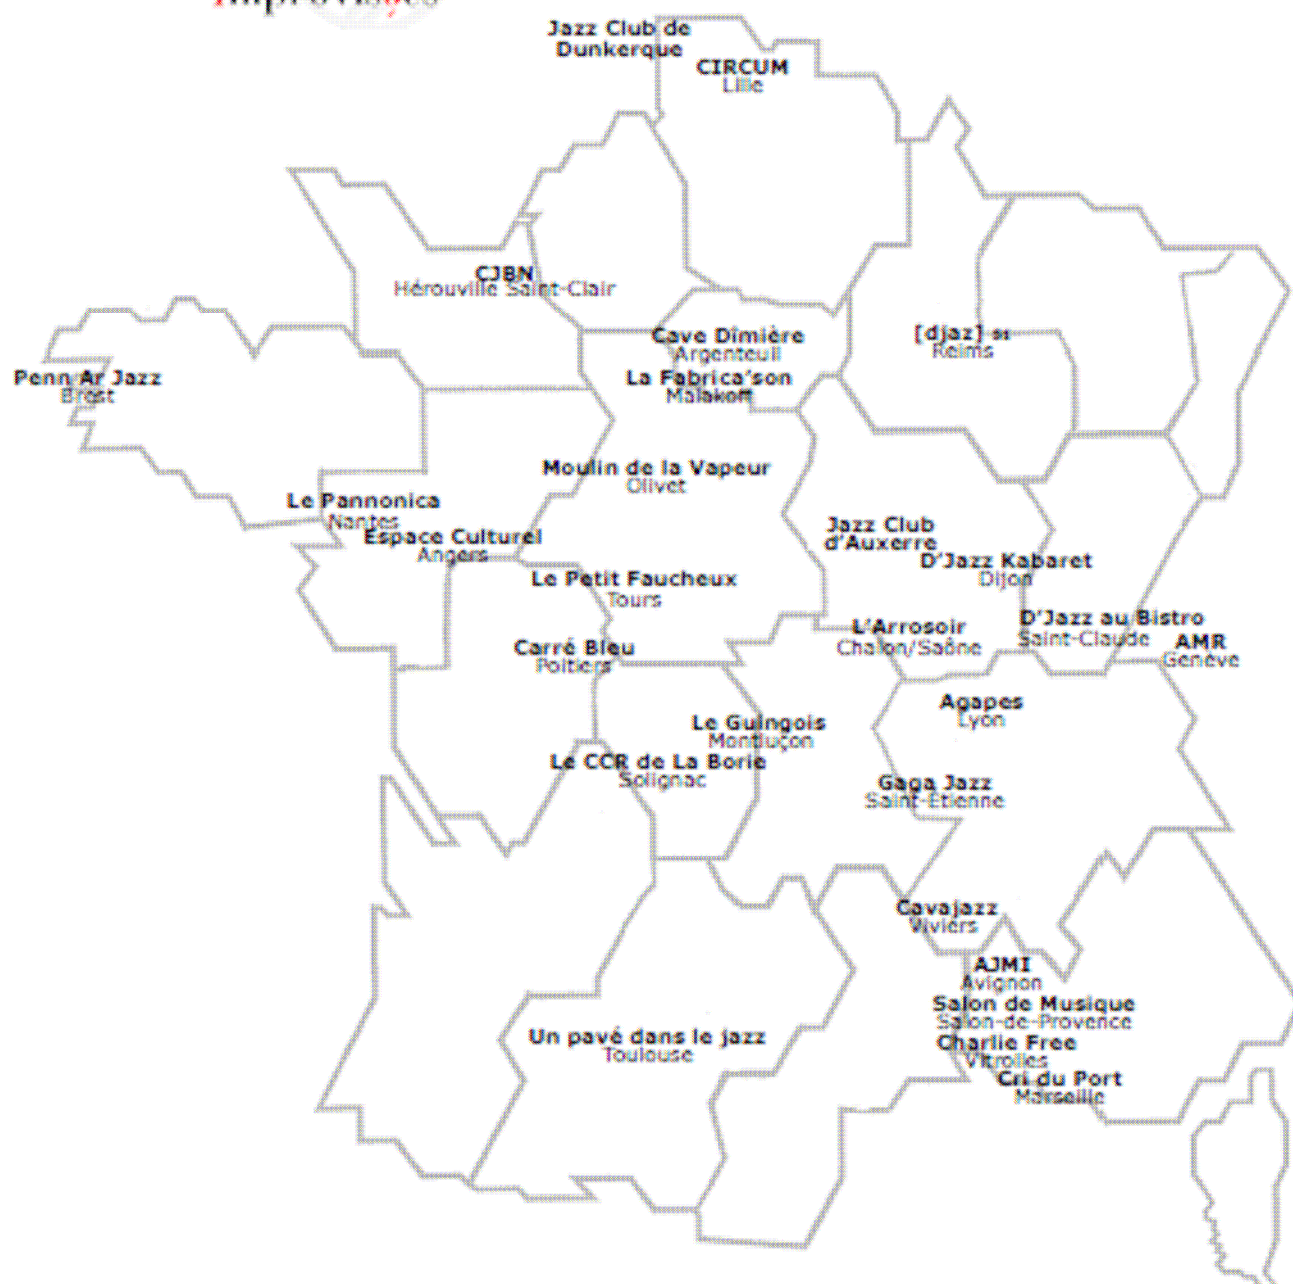 Jazz Club de
Dunkerque
CIRCUM
Lille
CJBN
Hérouville Saint-Clair
Cave Dîmière
Argenteuil
[djaz] 51
Reims
La Fabrica'son
Malakoff
Penn Ar Jazz
Brest
Moulin de la Vapeur
Olivet
Le Pannonica
Nantes
Espace Culturel
Angers
Jazz Club
d'Auxerre
D'Jazz Kabaret
Dijon
Le Petit Faucheux
Tours
D'Jazz au Bistro
Saint-Claude
L'Arrosoir
Chalon/Saône
AMR
Genève
Carré Bleu
Poitiers
Agapes
Lyon
Le Guingois
Montluçon
Le CCR de La Borie
Solignac
Gaga Jazz
Saint-Etienne
Cavajazz
Viviers
AJMI
Avignon
Salon de Musique
Salon-de-Provence
Un pavé dans le jazz
Toulouse
Charlie Free
Vitrolles
Cri du Port
Marseille